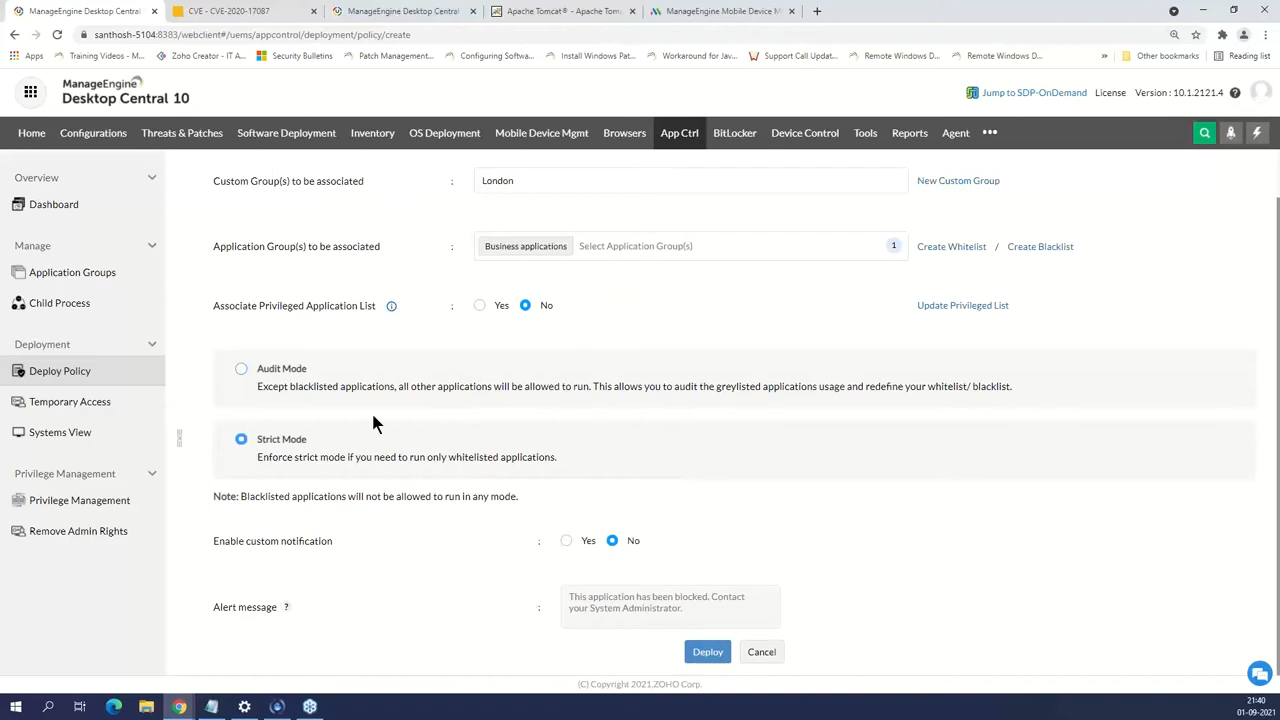 ManageEngine Desktop Central
CVE - CVE-2020-17087
ManageEngine Desktop Central
Apache Tomcat® - Apache Tom
ManageEngine Mobile Device M
santhosh-5104:8383/webclient#/uems/appcontrol/deployment/policy/create
Apps
Training Videos - M...
Zoho Creator - IT A...
Security Bulletins
Patch Management...
Configuring Softwa...
Install Windows Pat...
Workaround for Jav...
Support Call Updat...
Remote Windows D...
Remote Windows D...
Other bookmarks
Reading list
ManageEngine
Desktop Central 10
Jump to SDP-OnDemand
License
Version : 10.1.2121.4
Home
Configurations
Threats & Patches
Software Deployment
Inventory
OS Deployment
Mobile Device Mgmt
Browsers
App Ctrl
BitLocker
Device Control
Tools
Reports
Agent
Overview
Dashboard
Manage
Application Groups
Child Process
Deployment
Deploy Policy
Temporary Access
Systems View
Privilege Management
Privilege Management
Remove Admin Rights
Custom Group(s) to be associated : London New Custom Group
Application Group(s) to be associated : Business applications Select Application Group(s) 1 Create Whitelist / Create Blacklist
Associate Privileged Application List : Yes No Update Privileged List
Audit Mode
Except blacklisted applications, all other applications will be allowed to run. This allows you to audit the greylisted applications usage and redefine your whitelist/ blacklist.
Strict Mode
Enforce strict mode if you need to run only whitelisted applications.
Note: Blacklisted applications will not be allowed to run in any mode.
Enable custom notification : Yes No
Alert message ? :
This application has been blocked. Contact
your System Administrator.
Deploy Cancel
(C) Copyright 2021.ZOHO Corp.
21:40
01-09-2021